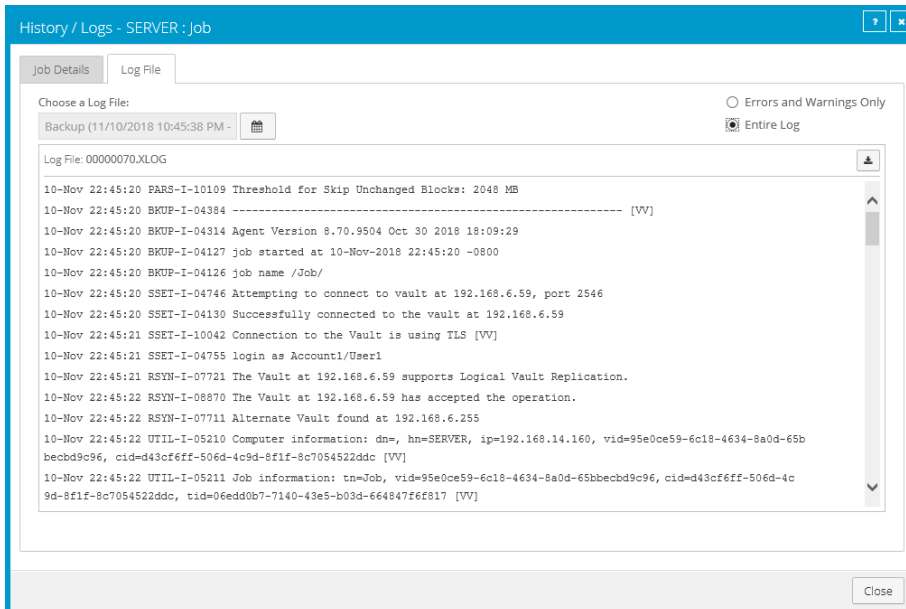 History / Logs - SERVER : Job
? x
Job Details Log File
Choose a Log File:
Errors and Warnings Only
Backup (11/10/2018 10:45:38 PM -
Entire Log
Log File: 00000070.XLOG
10-Nov 22:45:20 PARS-I-10109 Threshold for Skip Unchanged Blocks: 2048 MB
10-Nov 22:45:20 BKUP-I-04384 ------------------------------------------------------------ [VV]
10-Nov 22:45:20 BKUP-I-04314 Agent Version 8.70.9504 Oct 30 2018 18:09:29
10-Nov 22:45:20 BKUP-I-04127 job started at 10-Nov-2018 22:45:20 -0800
10-Nov 22:45:20 BKUP-I-04126 job name /Job/
10-Nov 22:45:20 SSET-I-04746 Attempting to connect to vault at 192.168.6.59, port 2546
10-Nov 22:45:20 SSET-I-04130 Successfully connected to the vault at 192.168.6.59
10-Nov 22:45:21 SSET-I-10042 Connection to the Vault is using TLS [VV]
10-Nov 22:45:21 SSET-I-04755 login as Account1/User1
10-Nov 22:45:21 RSYN-I-07721 The Vault at 192.168.6.59 supports Logical Vault Replication.
10-Nov 22:45:22 RSYN-I-08870 The Vault at 192.168.6.59 has accepted the operation.
10-Nov 22:45:22 RSYN-I-07711 Alternate Vault found at 192.168.6.255
10-Nov 22:45:22 UTIL-I-05210 Computer information: dn=, hn=SERVER, ip=192.168.14.160, vid=95e0ce59-6c18-4634-8a0d-65b
becbd9c96, cid=d43cf6ff-506d-4c9d-8f1f-8c7054522ddc [VV]
10-Nov 22:45:22 UTIL-I-05211 Job information: tn=Job, vid=95e0ce59-6c18-4634-8a0d-65bbecbd9c96, cid=d43cf6ff-506d-4c
9d-8f1f-8c7054522ddc, tid=06edd0b7-7140-43e5-b03d-664847f6f817 [VV]
Close